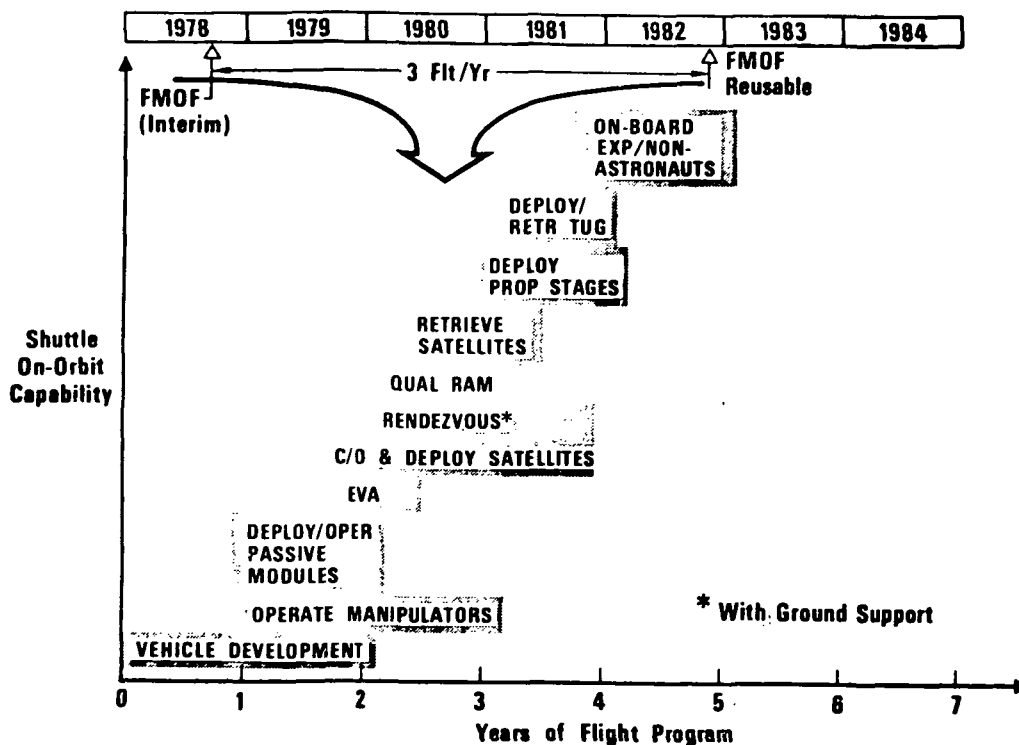 1978 1979 1980 1981 1982 1983 1984
3 Flt/Yr
FMOF
(Interim)
FMOF
Reusable
ON-BOARD
EXP/NON-
ASTRONAUTS
DEPLOY/
RETR TUG
DEPLOY
PROP STAGES
RETRIEVE
SATELLITES
Shuttle
On-Orbit
Capability
QUAL RAM
RENDEZVOUS*
C/O & DEPLOY SATELLITES
EVA
DEPLOY/OPER
PASSIVE
MODULES
OPERATE MANIPULATORS
* With Ground Support
VEHICLE DEVELOPMENT
0 1 2 3 4 5 6 7
Years of Flight Program